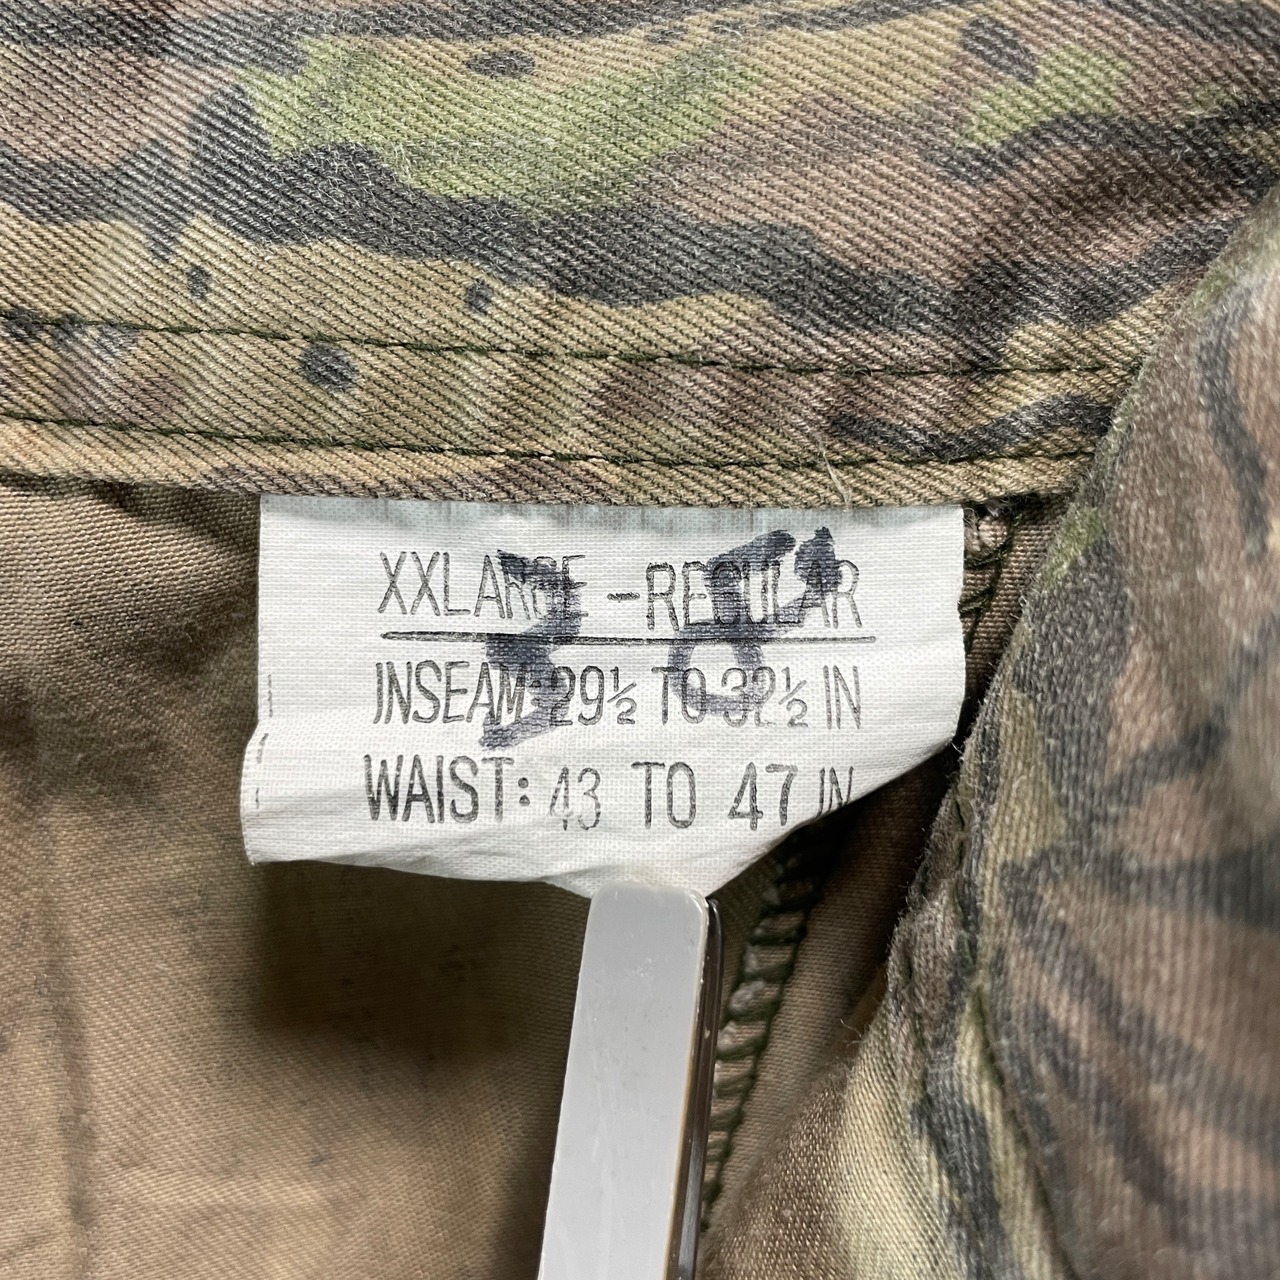 XXLARGE – REGULAR
INSEAM: 29½ TO 32½ IN
WAIST: 43 TO 47 IN